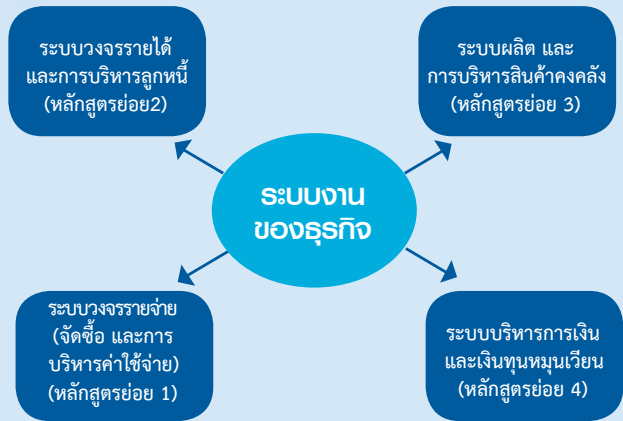 ระบบวงจรรายได้
และการบริหารลูกหนี้
(หลักสูตรย่อย2)
ระบบผลิต และ
การบริหารสินค้าคงคลัง
(หลักสูตรย่อย 3)
ระบบงาน
ของธุรกิจ
ระบบวงจรรายจ่าย
(จัดซื้อ และการ
บริหารค่าใช้จ่าย)
(หลักสูตรย่อย 1)
ระบบบริหารการเงิน
และเงินทุนหมุนเวียน
(หลักสูตรย่อย 4)